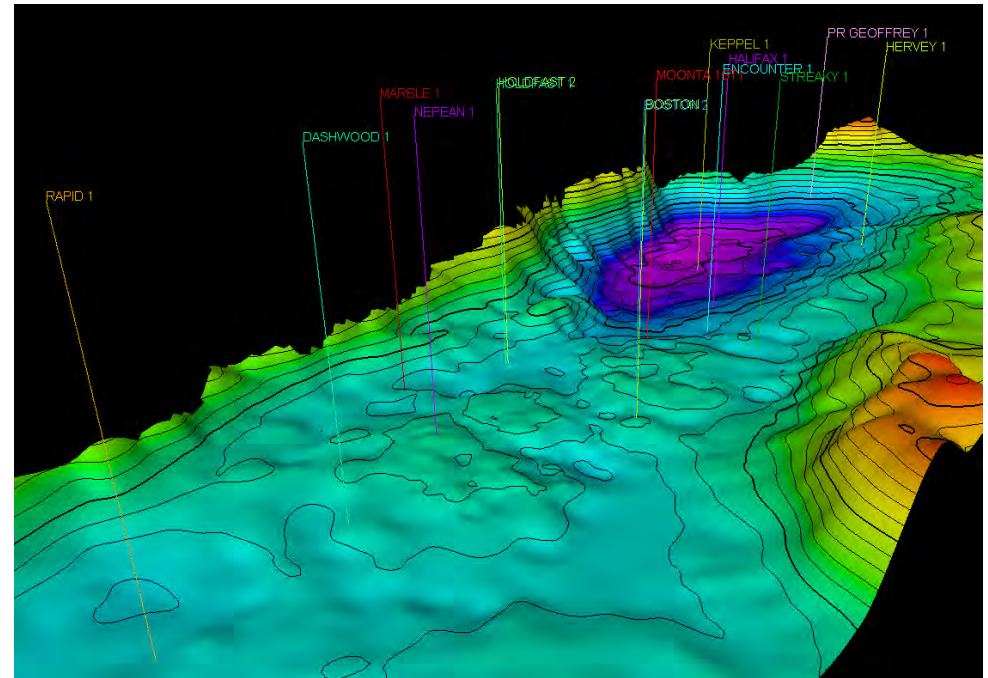 PR GEOFFREY 1
HERVEY 1
KEPPEL 1
HALIFAX 1
ENCOUNTER 1
STREAKY 1
MOONTA 1
HOLDFAST 2
HOLDFAST 1
MARBLE 1
NEPEAN 1
BOSTON
DASHWOOD 1
RAPID 1